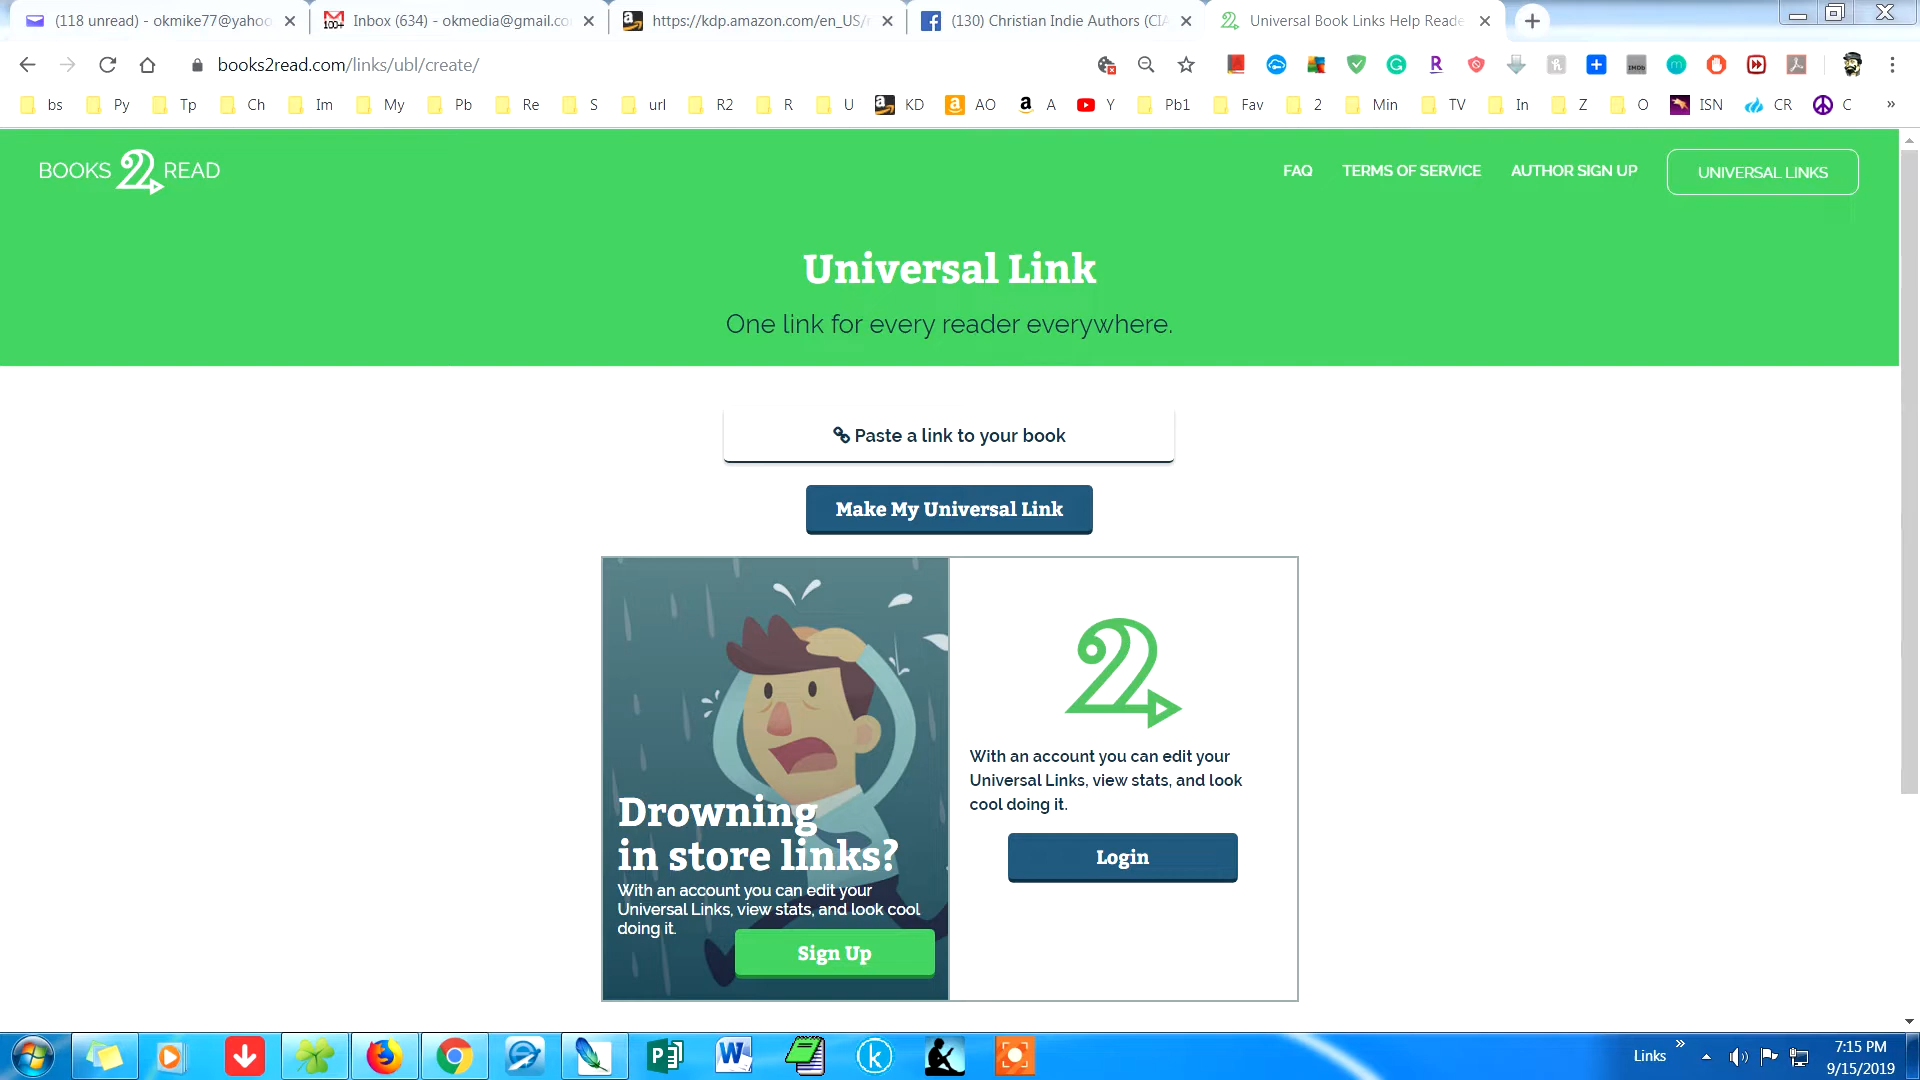 (118 unread) - okmike77@yahoo
Inbox (634) - okmedia@gmail.co
https://kdp.amazon.com/en_US/r
(130) Christian Indie Authors (CIA
Universal Book Links Help Reade
books2read.com/links/ubl/create/
bs Py Tp Ch Im My Pb Re S url R2 R U KD AO A Y Pb1 Fav 2 Min TV In Z O ISN CR C »
BOOKS 2 READ
FAQ
TERMS OF SERVICE
AUTHOR SIGN UP
UNIVERSAL LINKS
Universal Link
One link for every reader everywhere.
Paste a link to your book
Make My Universal Link
Drowning
in store links?
With an account you can edit your
Universal Links, view stats, and look cool
doing it.
Sign Up
With an account you can edit your
Universal Links, view stats, and look
cool doing it.
Login
Links »
7:15 PM
9/15/2019